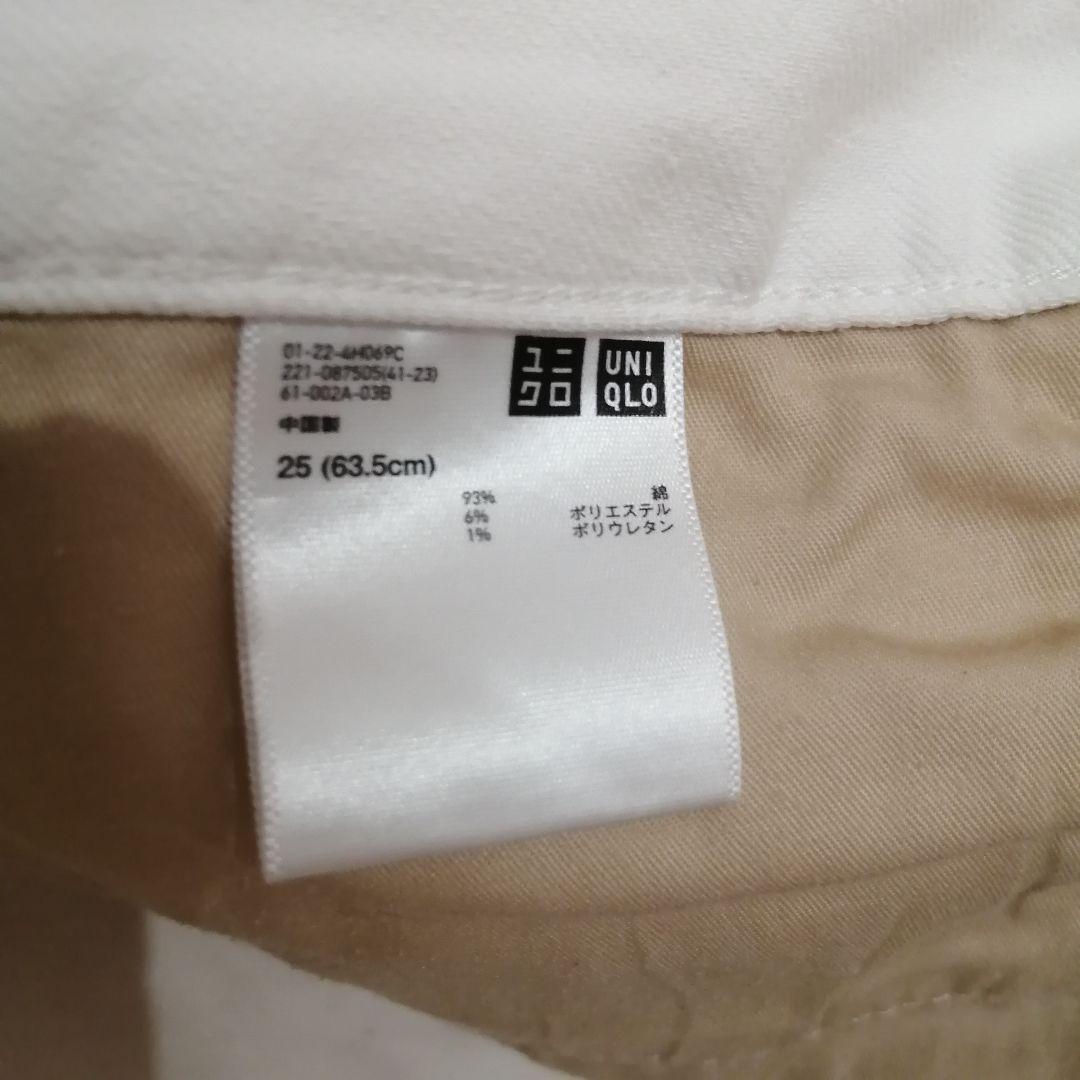 01-22-4H069C
221-087505(41-23)
61-002A-03B
中国製
25 (63.5cm)
ユニ
クロ
UNI
QLO
93% 綿
6% ポリエステル
1% ポリウレタン